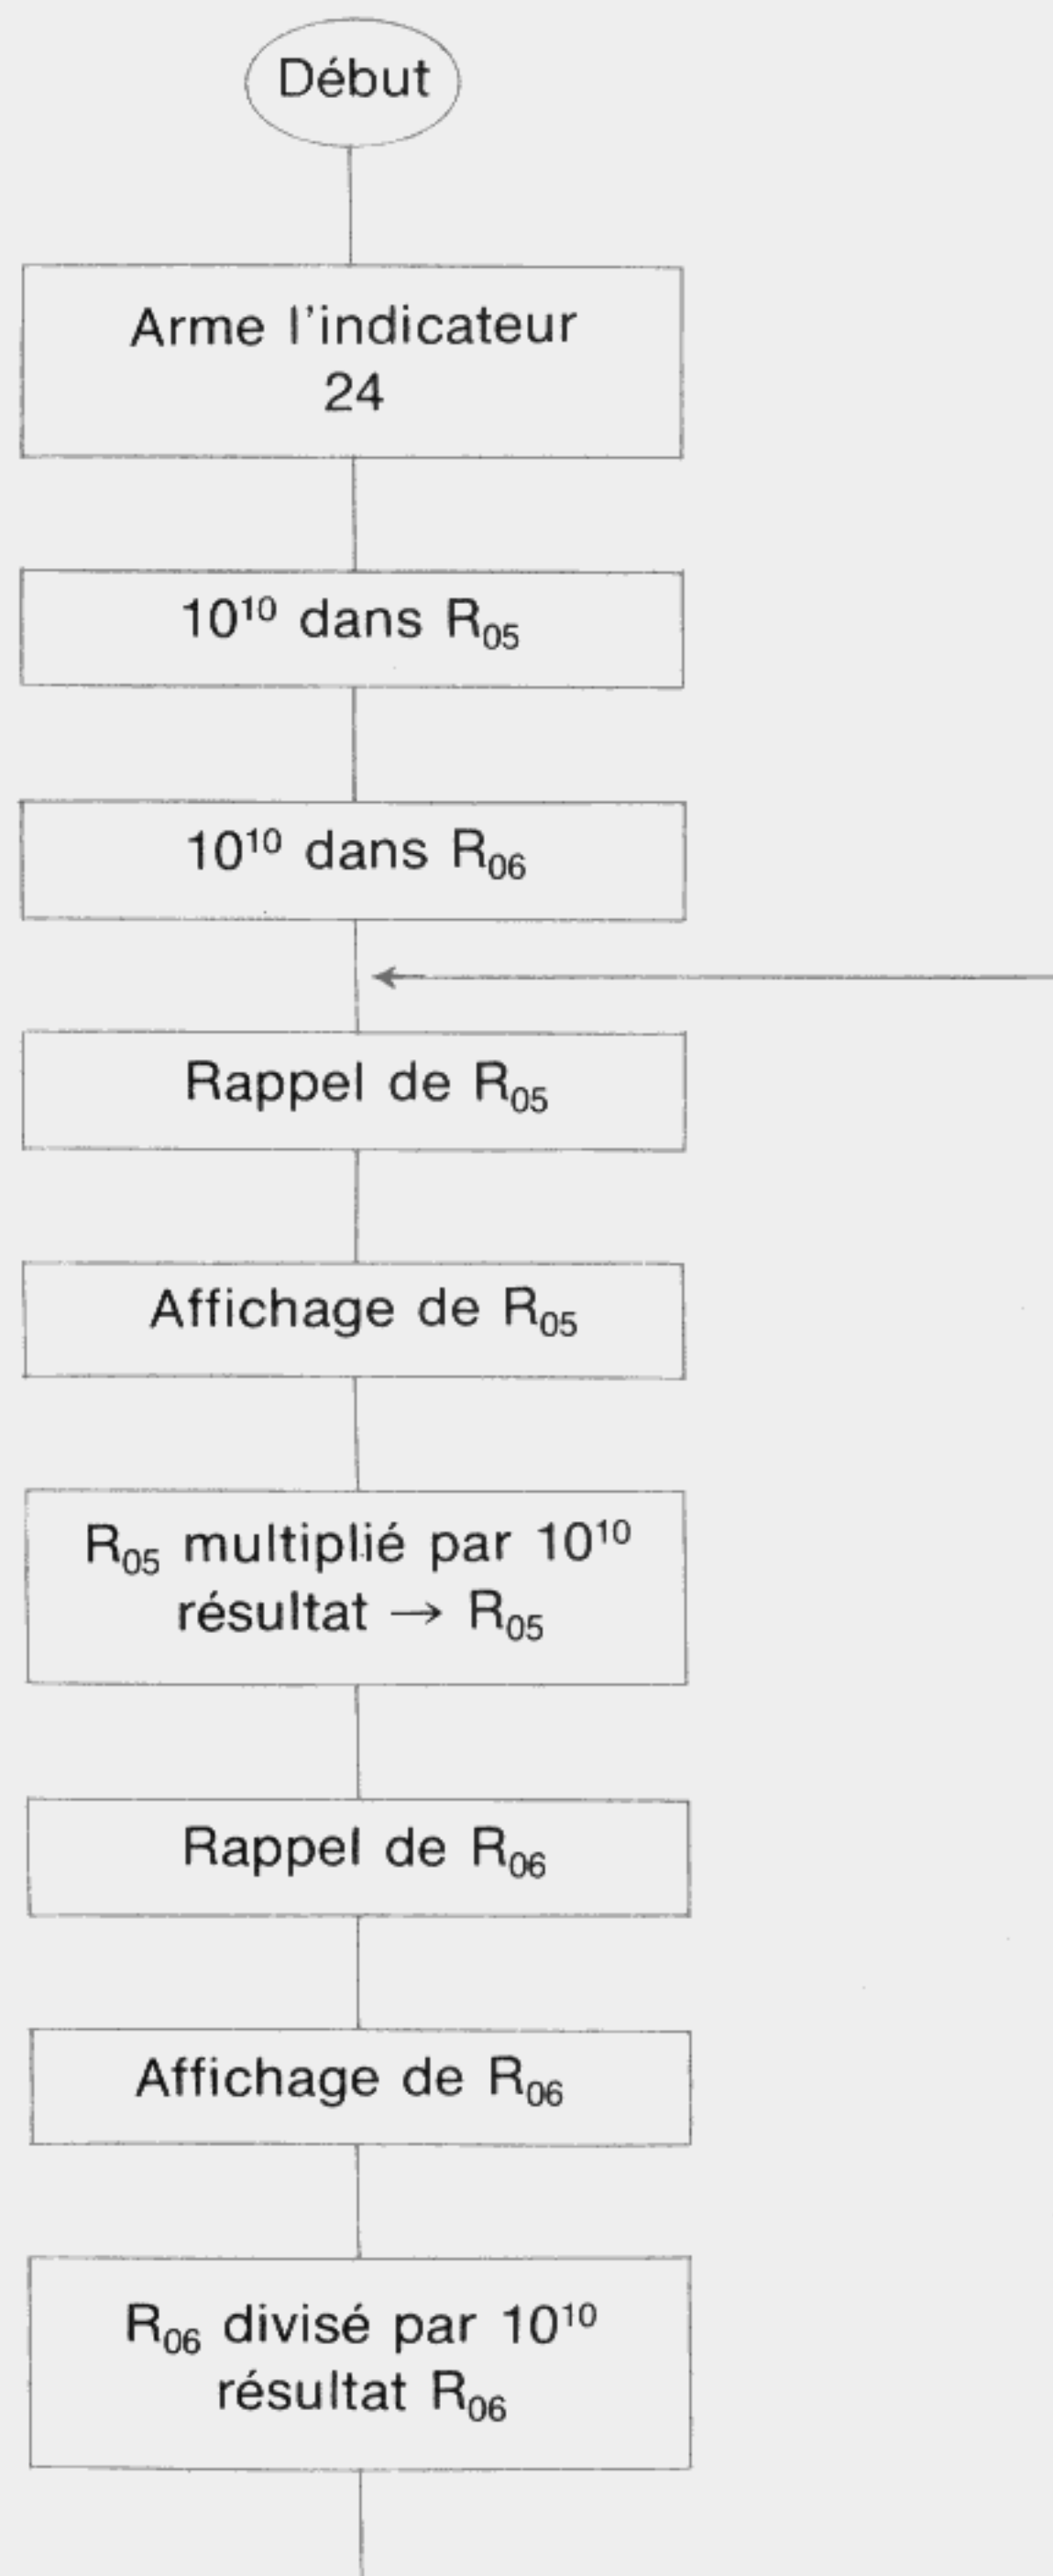 Début
Arme l'indicateur
24
10¹⁰ dans R₀₅
10¹⁰ dans R₀₆
Rappel de R₀₅
Affichage de R₀₅
R₀₅ multiplié par 10¹⁰
résultat → R₀₅
Rappel de R₀₆
Affichage de R₀₆
R₀₆ divisé par 10¹⁰
résultat R₀₆